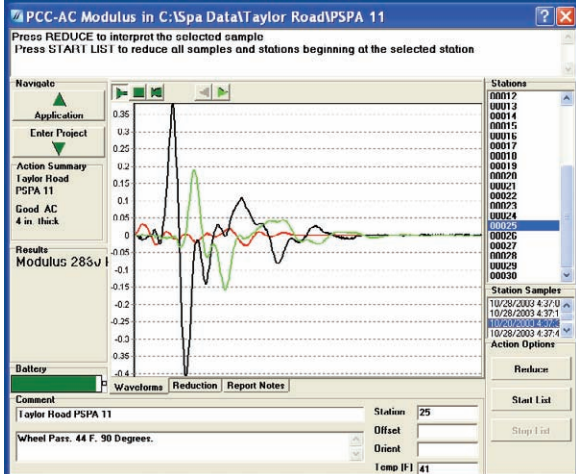 PCC-AC Modulus in C:\Spa Data\Taylor Road\PSPA 11
Press REDUCE to interpret the selected sample
Press START LIST to reduce all samples and stations beginning at the selected station
Navigate
Application
Enter Project
Action Summary
Taylor Road
PSPA 11
Good AC
4 in. thick
Results
Modulus
Battery
0.35
0.3
0.25
0.2
0.15
0.1
0.05
0
-0.05
-0.1
-0.15
-0.2
-0.25
-0.3
-0.35
-0.4
Waveforms
Reduction
Report Notes
Stations
00012
00013
00014
00015
00016
00017
00018
00019
00020
00021
00022
00023
00024
00025
00026
00027
00028
00029
00030
Station Samples
10/28/2003 4:37:0
10/28/2003 4:37:1
10/28/2003 4:37:4
Action Options
Reduce
Start List
Stop List
Comment
Taylor Road PSPA 11
Wheel Pass. 44 F. 90 Degrees.
Station 25
Offset
Orient
Temp (F) 41